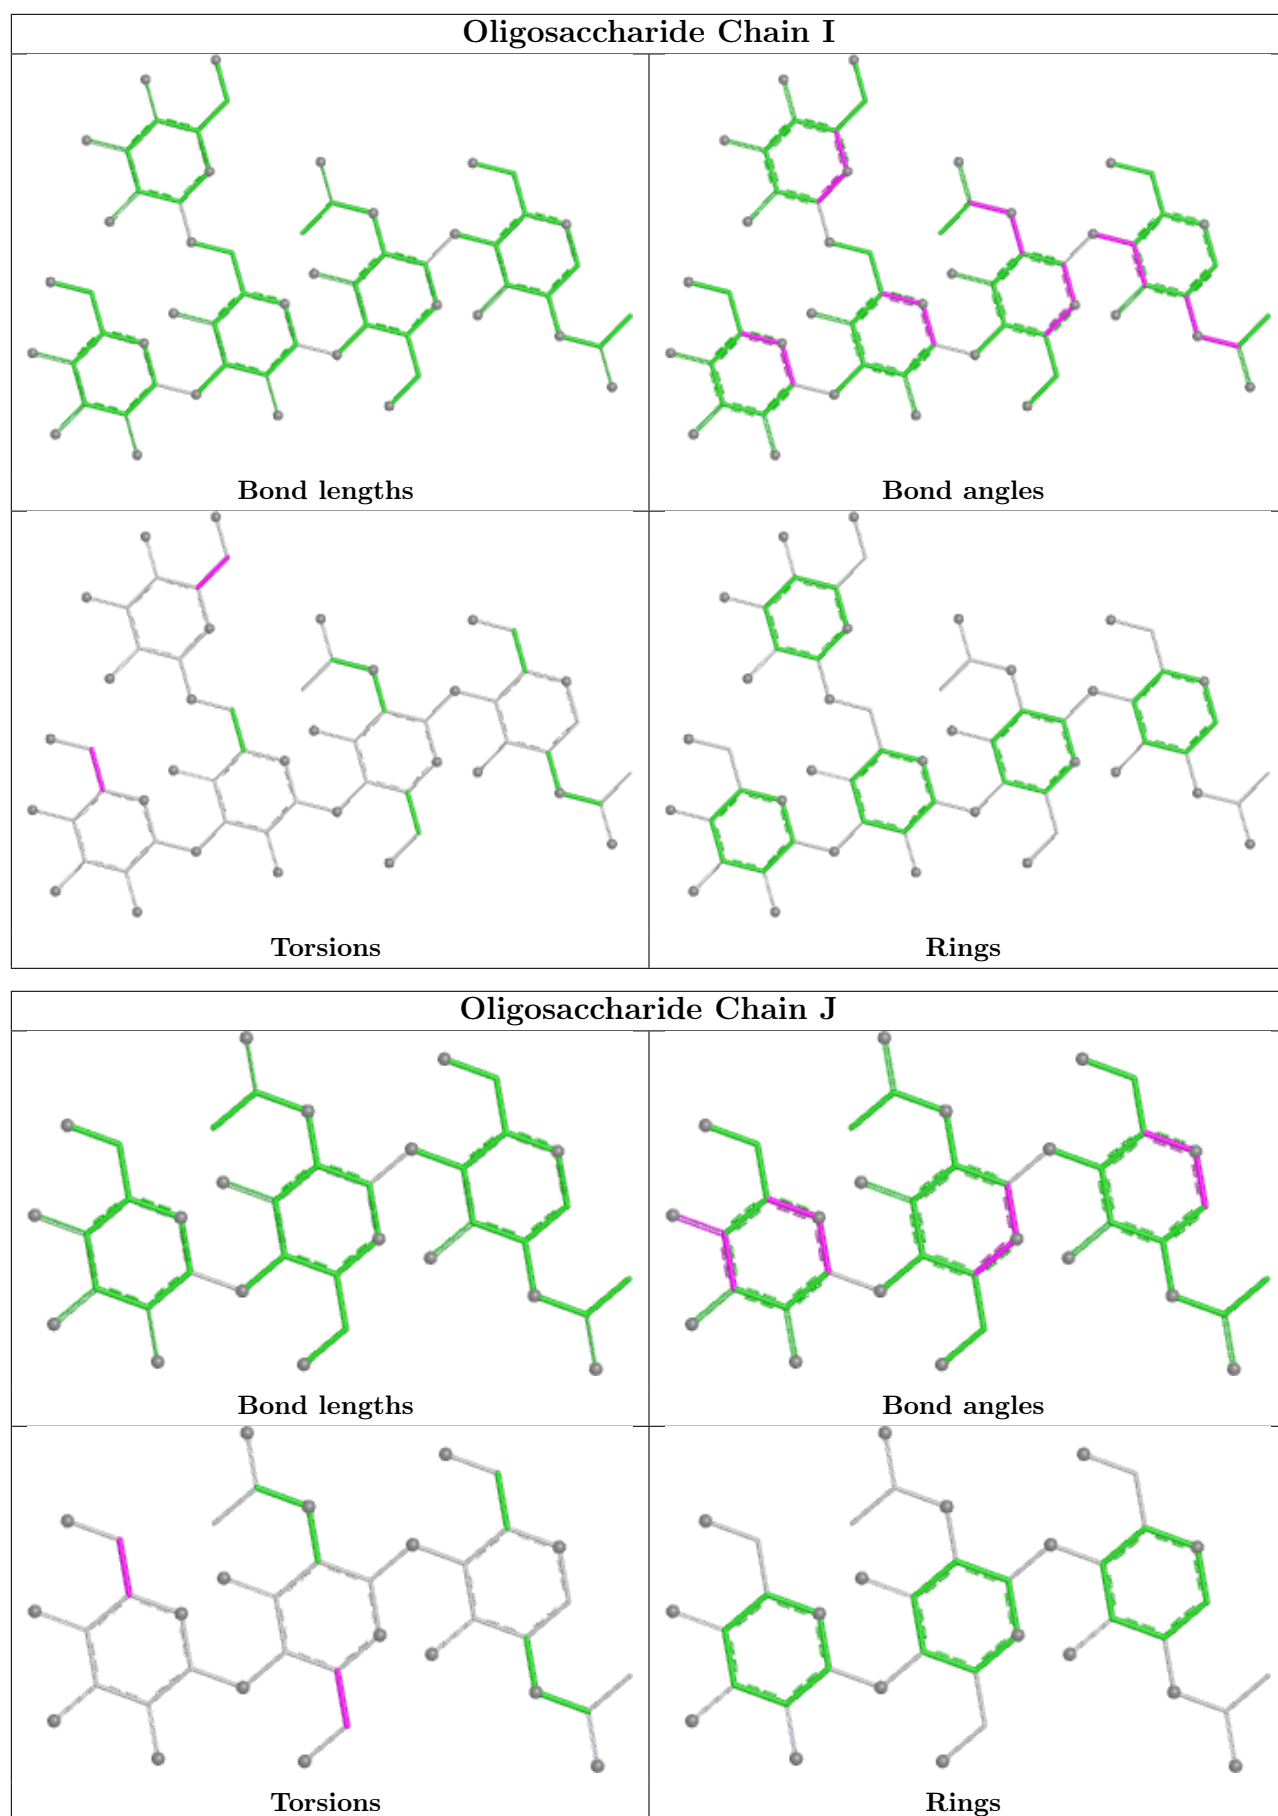 Oligosaccharide Chain I
Bond lengths
Bond angles
Torsions
Rings
Oligosaccharide Chain J
Bond lengths
Bond angles
Torsions
Rings